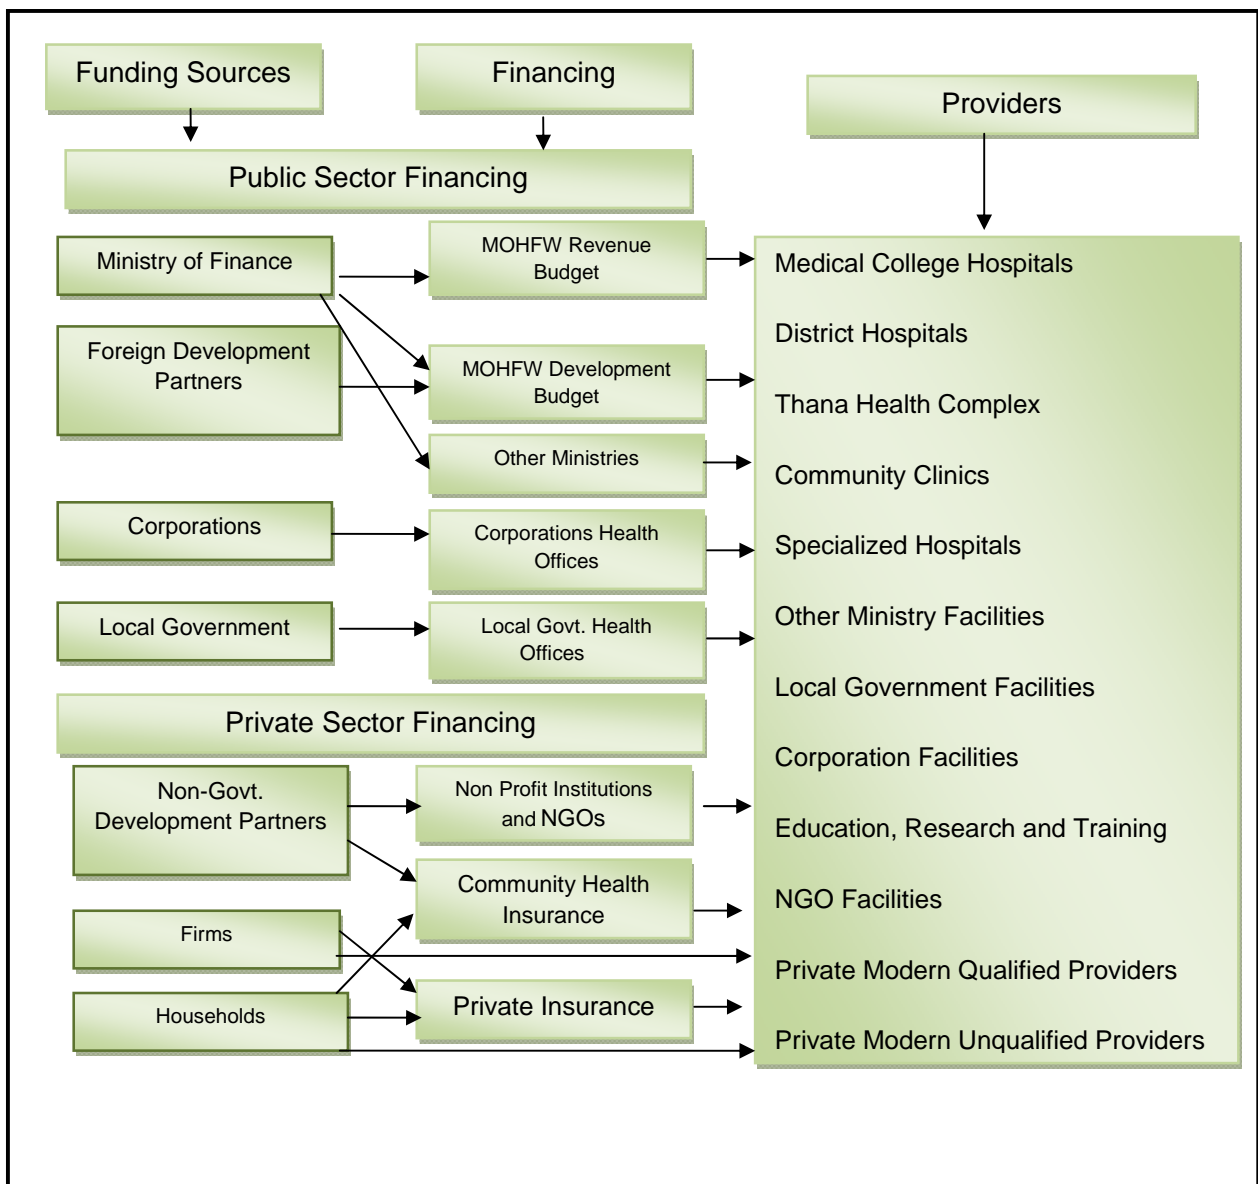 Funding Sources
Financing
Providers
Public Sector Financing
Ministry of Finance
MOHFW Revenue
Budget
Foreign Development
Partners
MOHFW Development
Budget
Other Ministries
Corporations
Corporations Health
Offices
Local Government
Local Govt. Health
Offices
Private Sector Financing
Non-Govt.
Development Partners
Non Profit Institutions
and NGOs
Community Health
Insurance
Firms
Households
Private Insurance
Medical College Hospitals
District Hospitals
Thana Health Complex
Community Clinics
Specialized Hospitals
Other Ministry Facilities
Local Government Facilities
Corporation Facilities
Education, Research and Training
NGO Facilities
Private Modern Qualified Providers
Private Modern Unqualified Providers